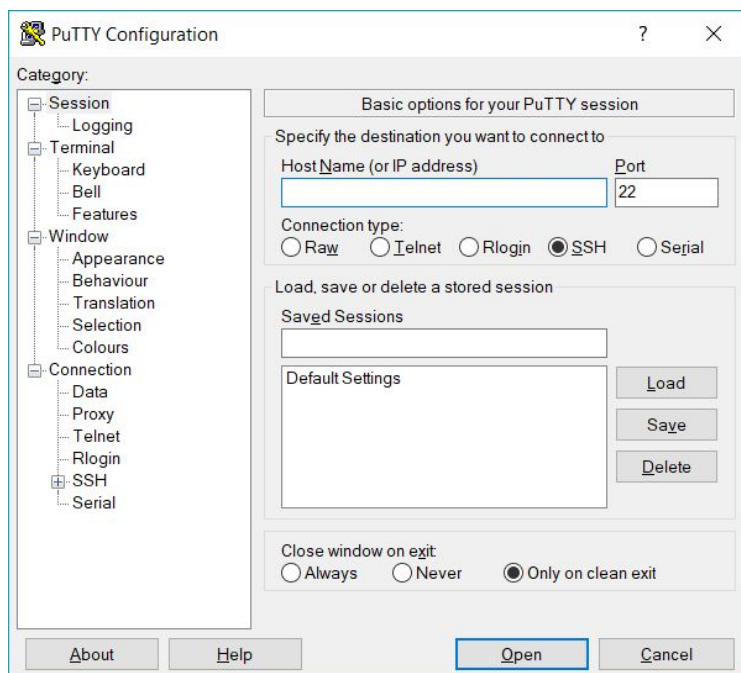 PuTTY Configuration
?
Category:
Session
Logging
Terminal
Keyboard
Bell
Features
Window
Appearance
Behaviour
Translation
Selection
Colours
Connection
Data
Proxy
Telnet
Rlogin
SSH
Serial
Basic options for your PuTTY session
Specify the destination you want to connect to
Host Name (or IP address)
Port
22
Connection type:
Raw Telnet Rlogin SSH Serial
Load, save or delete a stored session
Saved Sessions
Default Settings
Load
Save
Delete
Close window on exit:
Always Never Only on clean exit
About Help Open Cancel